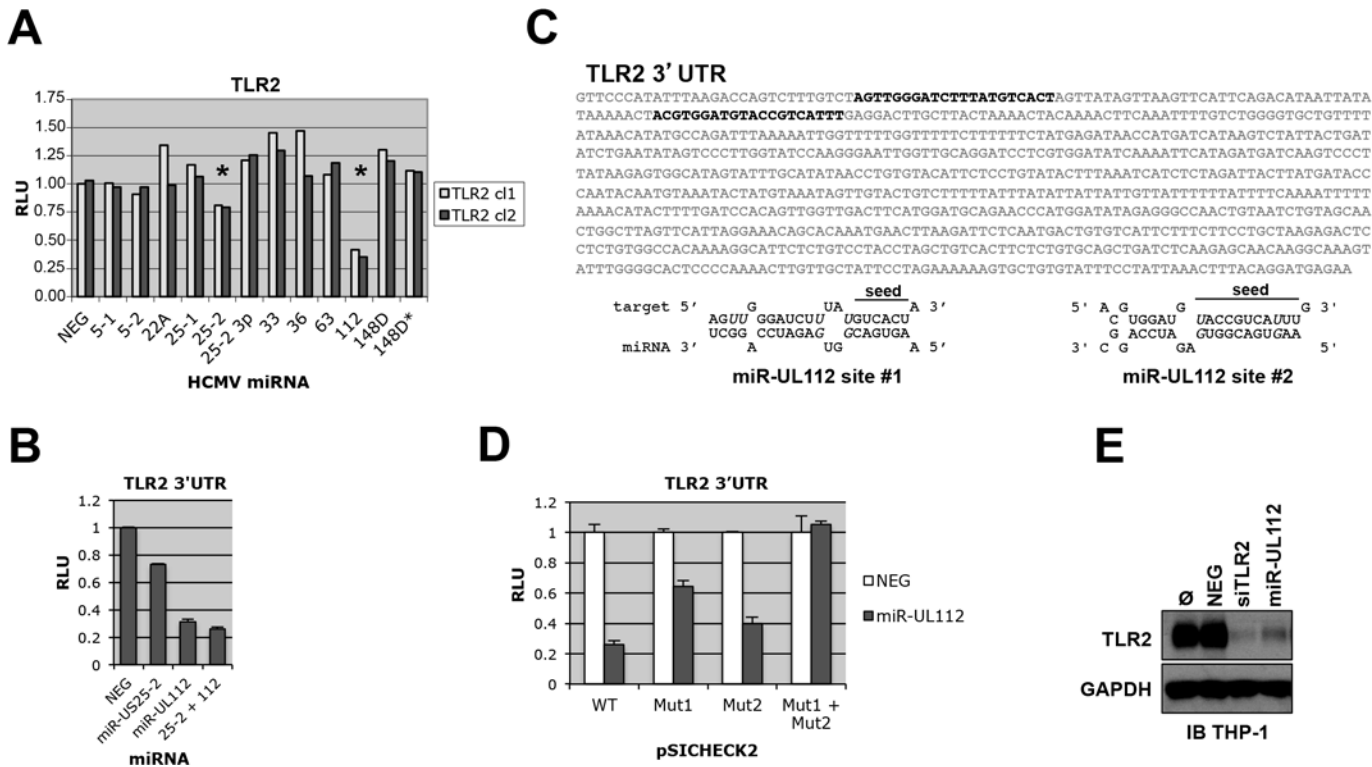 A
TLR2
1.75
1.50
1.25
1.00
0.75
0.50
0.25
0.00
RLU
* *
TLR2 cl1
TLR2 cl2
NEG
5-1
5-2
22A
25-1
25-2
25-2 3p
33
36
63
112
148D
148D*
HCMV miRNA
B
TLR2 3'UTR
1.2
1
0.8
0.6
0.4
0.2
0
RLU
NEG
miR-US25-2
miR-UL112
25-2 + 112
miRNA
C
TLR2 3’ UTR
GTTCCCATATTTAAGACCAGTCTTTGTCTAGTTGGGATCTTTATGTCACTAGTTATAGTTAAGTTCATTCAGACATAATTATA
TAAAAACTACGTGGATGTACCGTCATTTGAGGACTTGCTTACTAAAACTACAAAACTTCAAATTTTGTCTGGGGTGCTGTTTT
ATAAACATATGCCAGATTTAAAAATTGGTTTTTGGTTTTTCTTTTTTCTATGAGATAACCATGATCATAAGTCTATTACTGAT
ATCTGAATATAGTCCCTTGGTATCCAAGGGAATTGGTTGCAGGATCCTCGTGGATATCAAAATTCATAGATGATCAAGTCCCT
TATAAGAGTGGCATAGTATTTGCATATAACCTGTGTACATTCTCCTGTATACTTTAAATCATCTCTAGATTACTTATGATACC
CAATACAATGTAAATACTATGTAAATAGTTGTACTGTCTTTTTATTTATATTATTATTGTTATTTTTTATTTTCAAAATTTTT
AAAACATACTTTTGATCCACAGTTGGTTGACTTCATGGATGCAGAACCCATGGATATAGAGGGCCAACTGTAATCTGTAGCAA
CTGGCTTAGTTCATTAGGAAACAGCACAAATGAACTTAAGATTCTCAATGACTGTGTCATTCTTTCTTCCTGCTAAGAGACTC
CTCTGTGGCCACAAAAGGCATTCTCTGTCCTACCTAGCTGTCACTTCTCTGTGCAGCTGATCTCAAGAGCAACAAGGCAAAGT
ATTTGGGGCACTCCCCAAAACTTGTTGCTATTCCTAGAAAAAAGTGCTGTGTATTTCCTATTAAACTTTACAGGATGAGAA
seed
target 5’ G UA A 3’
AGUU GGAUCUU UGUCACU
UCGG CCUAGAG GCAGUGA
miRNA 3’ A UG A 5’
miR-UL112 site #1
seed
5' A G G G 3'
C UGGAU UACCGUCAUUU
G ACCUA GUGGCAGUGAA
3' C G GA 5'
miR-UL112 site #2
D
TLR2 3’UTR
1.2
1
0.8
0.6
0.4
0.2
0
RLU
NEG
miR-UL112
WT
Mut1
Mut2
Mut1 +
Mut2
pSICHECK2
E
Ø
NEG
siTLR2
miR-UL112
TLR2
GAPDH
IB THP-1